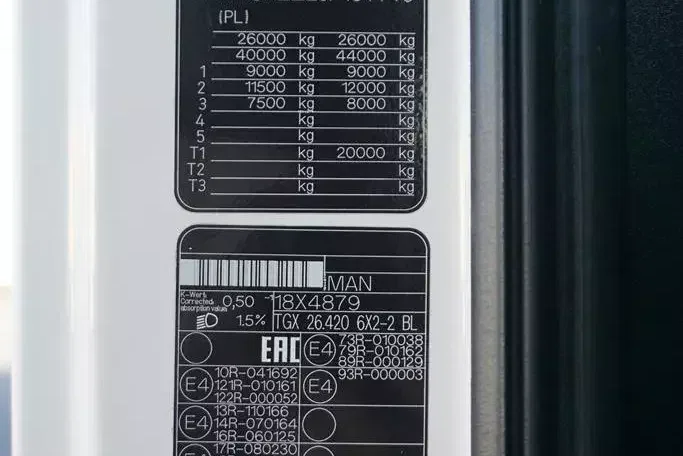 (PL)
26000 kg 26000 kg
40000 kg 44000 kg
1 9000 kg 9000 kg
2 11500 kg 12000 kg
3 7500 kg 8000 kg
4 kg kg
5 kg kg
T1 kg 20000 kg
T2 kg kg
T3 kg kg
MAN
K-Wert:
Corrected
absorption value:
0,50
18X4879
1.5%
TGX 26.420 6X2-2 BL
EAC
E4
73R-010038
79R-010162
89R-000129
E4
10R-041692
121R-010161
122R-000052
E4
93R-000003
E4
13R-110166
14R-070164
16R-060125
17R-080230